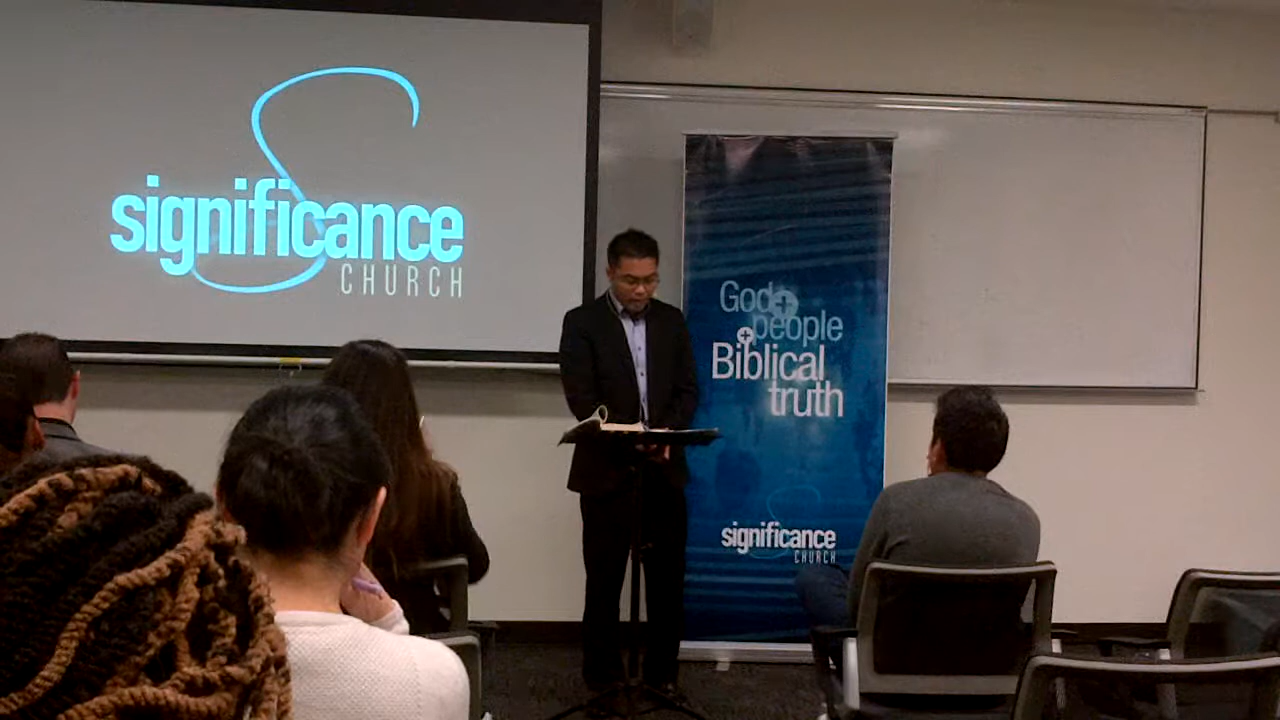 significance
CHURCH
God+
people
+
Biblical
truth
significance
CHURCH